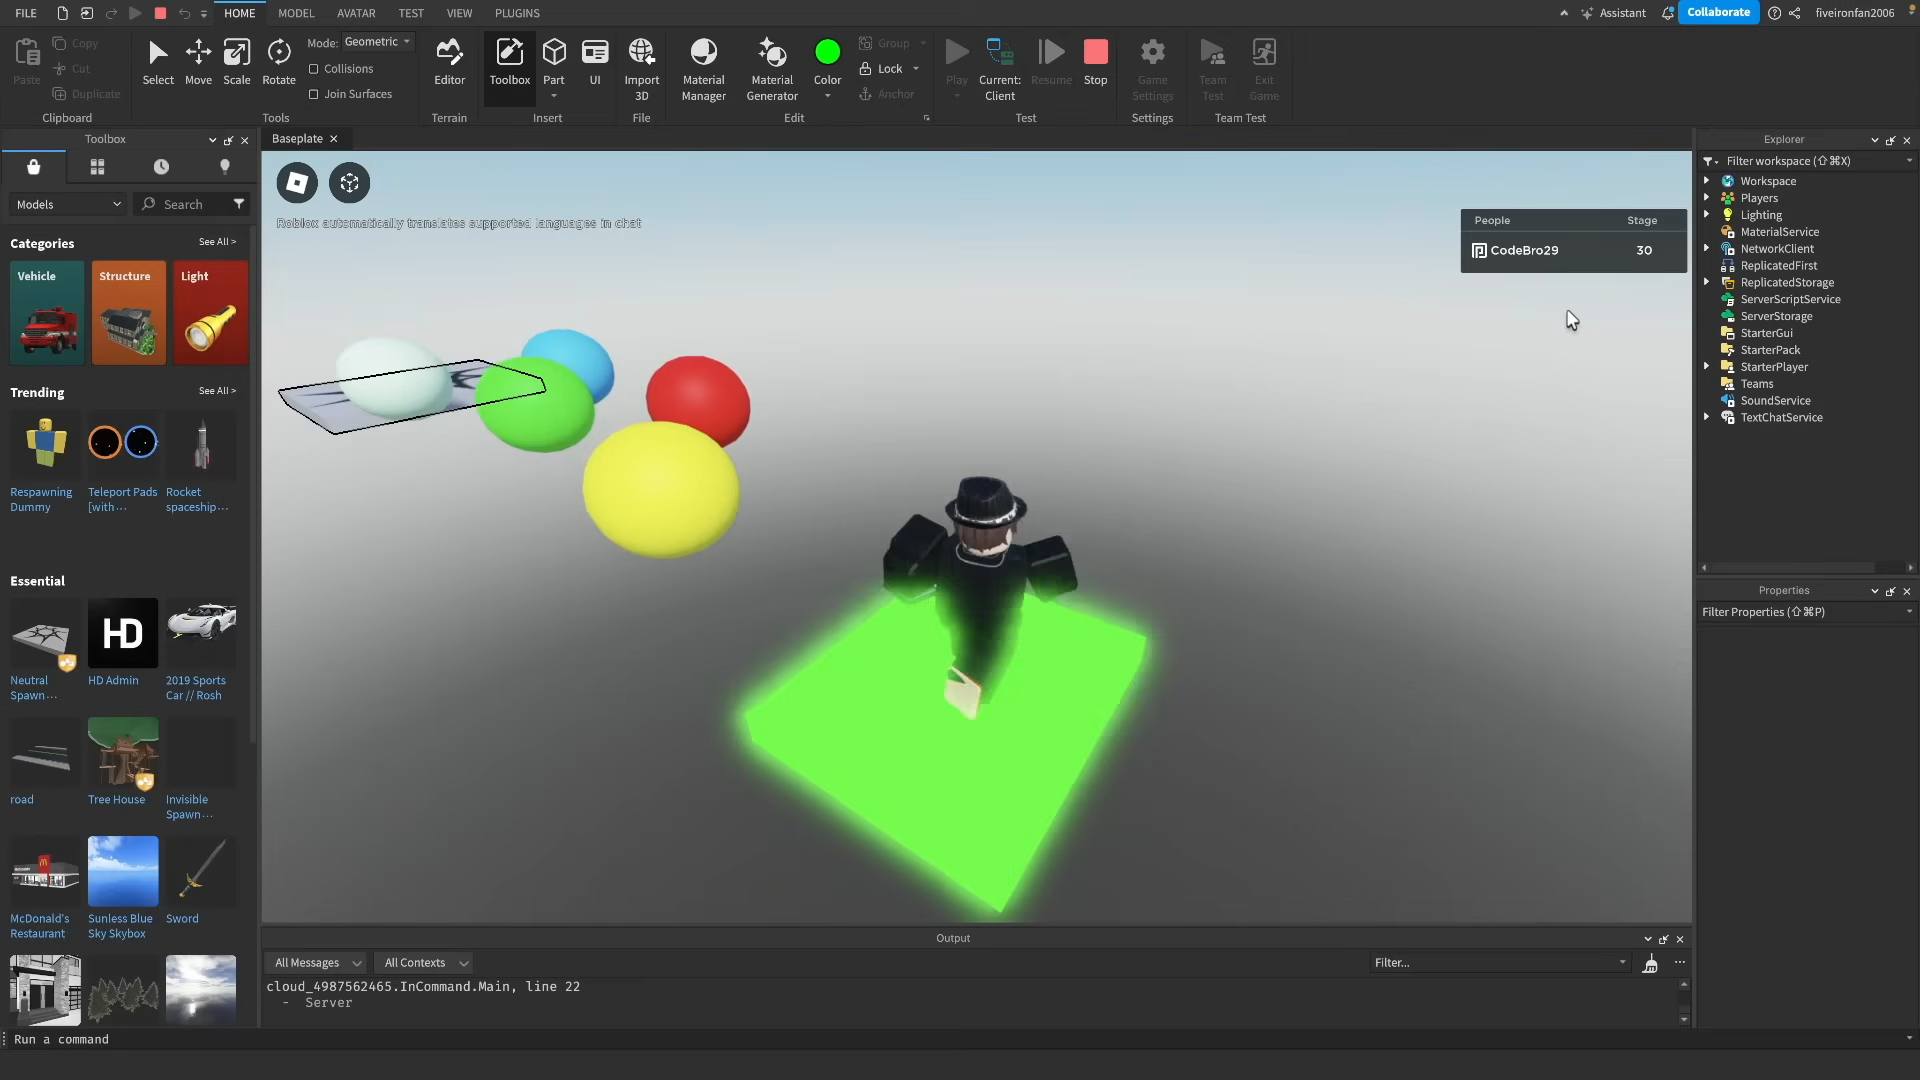 FILE
HOME
MODEL
AVATAR
TEST
VIEW
PLUGINS
Assistant
Collaborate
fiveironfan2006
Paste
Copy
Cut
Duplicate
Clipboard
Select
Move
Scale
Rotate
Mode:
Geometric
Collisions
Join Surfaces
Tools
Editor
Terrain
Toolbox
Part
UI
Insert
Import
3D
File
Material
Manager
Material
Generator
Color
Group
Lock
Anchor
Edit
Play
Current:
Client
Resume
Stop
Test
Game
Settings
Settings
Team
Test
Exit
Game
Team Test
Toolbox
Models
Search
Categories
See All >
Vehicle
Structure
Light
Trending
See All >
Respawning
Dummy
Teleport Pads
[with...
Rocket
spaceship...
Essential
Neutral
Spawn...
HD
HD Admin
2019 Sports
Car // Rosh
road
Tree House
Invisible
Spawn...
McDonald's
Restaurant
Sunless Blue
Sky Skybox
Sword
Baseplate
Roblox automatically translates supported languages in chat
People
Stage
CodeBro29
30
Explorer
Filter workspace (⇧⌘X)
Workspace
Players
Lighting
MaterialService
NetworkClient
ReplicatedFirst
ReplicatedStorage
ServerScriptService
ServerStorage
StarterGui
StarterPack
StarterPlayer
Teams
SoundService
TextChatService
Properties
Filter Properties (⇧⌘P)
Output
All Messages
All Contexts
Filter...
cloud_4987562465.InCommand.Main, line 22
- Server
Run a command